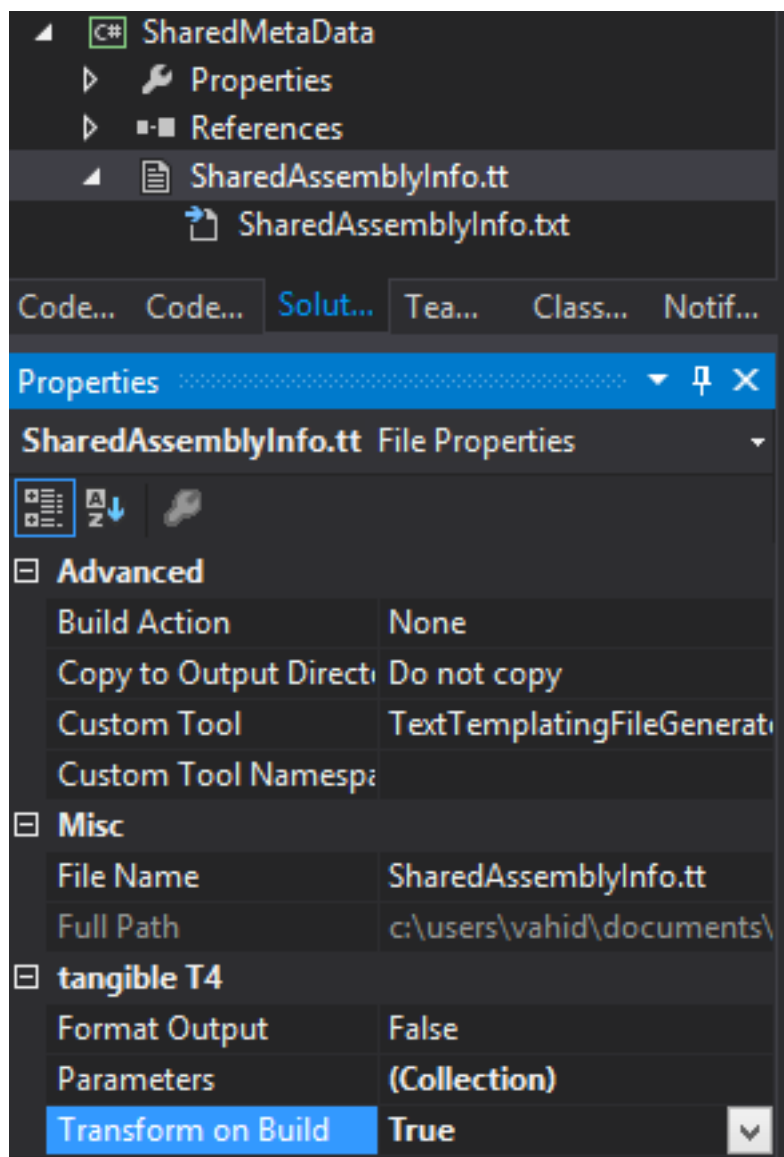 C# SharedMetaData
Properties
References
SharedAssemblyInfo.tt
SharedAssemblyInfo.txt
Code... Code... Solut... Tea... Class... Notif...
Properties
SharedAssemblyInfo.tt File Properties
Advanced
Build Action None
Copy to Output Direct Do not copy
Custom Tool TextTemplatingFileGenerat
Custom Tool Namespa
Misc
File Name SharedAssemblyInfo.tt
Full Path c:\users\vahid\documents\
tangible T4
Format Output False
Parameters (Collection)
Transform on Build True